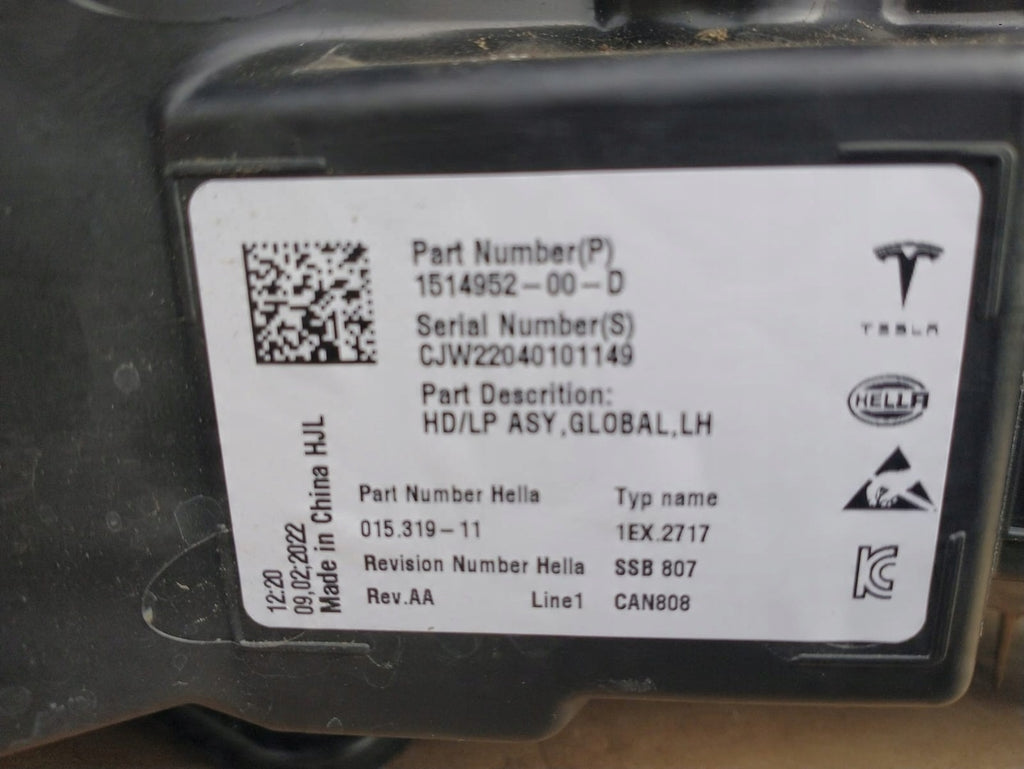 Part Number(P)
1514952-00-D
Serial Number(S)
CJW22040101149
Part Descrition:
HD/LP ASY,GLOBAL,LH
Part Number Hella
015.319-11
Revision Number Hella
Rev.AA
Line1
Typ name
1EX.2717
SSB 807
CAN808
12:20
09,02;2022
Made in China HJL
TESLA
HELLA